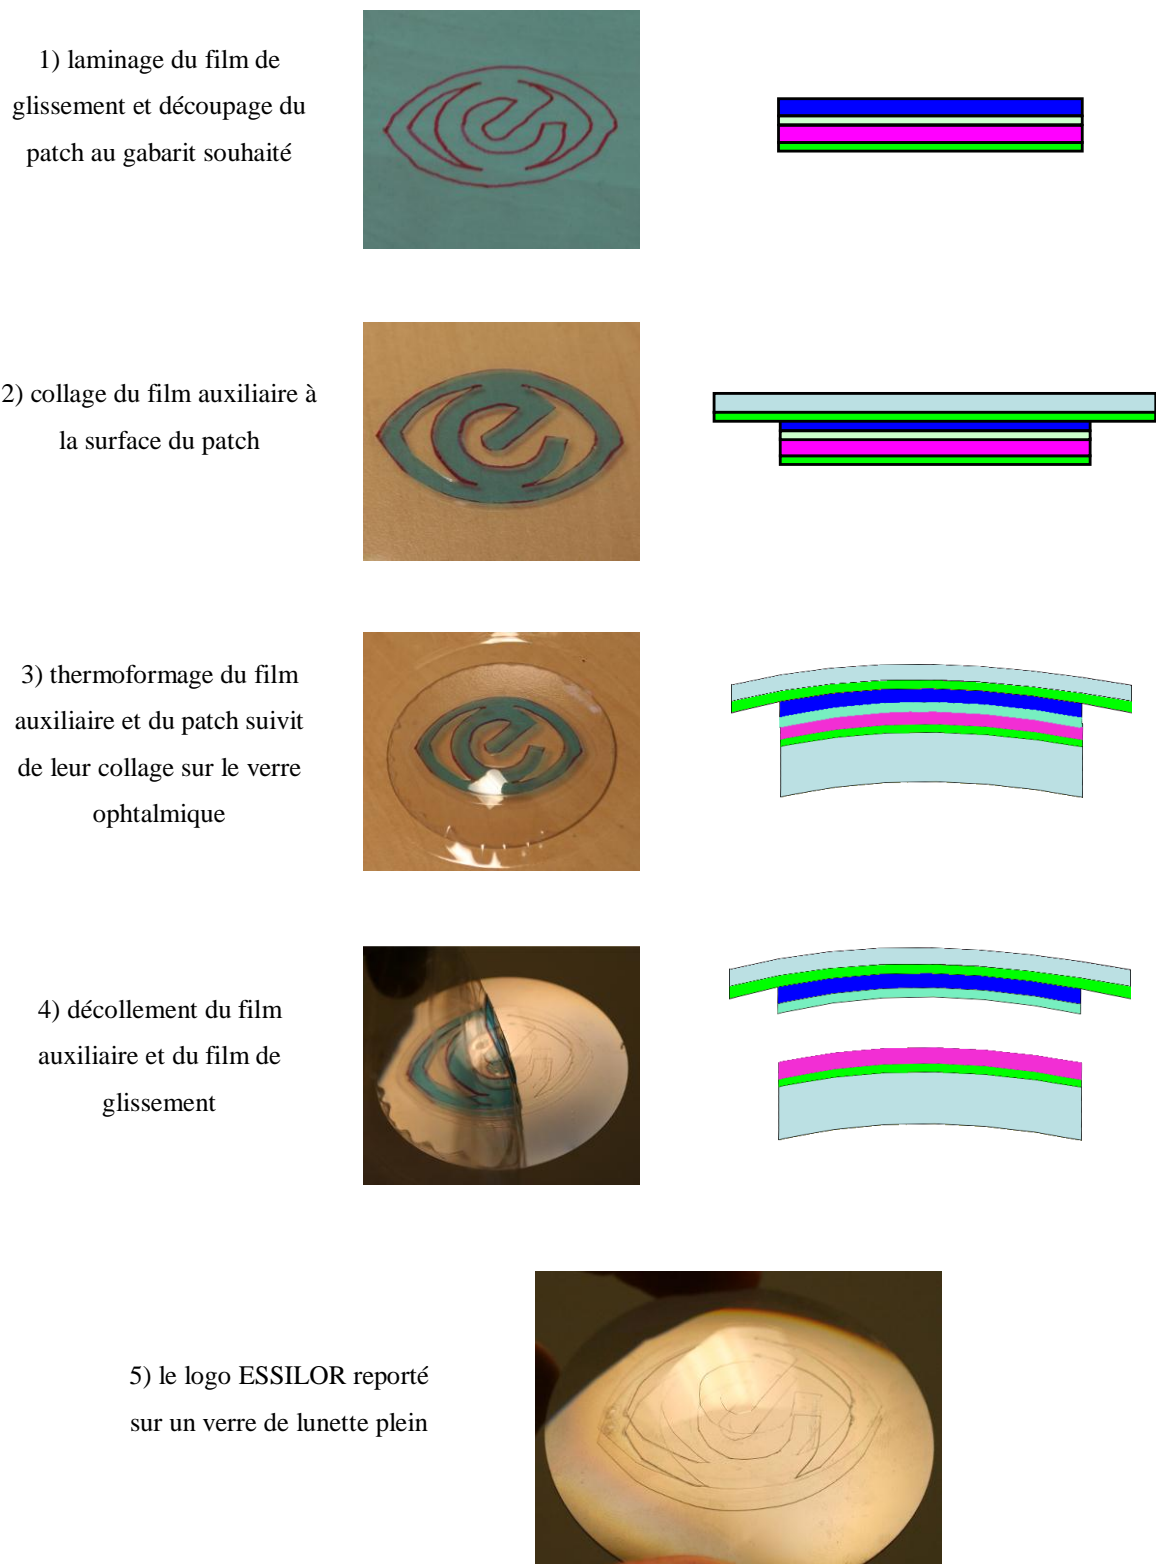 1) laminage du film de
glissement et découpage du
patch au gabarit souhaité
2) collage du film auxiliaire à
la surface du patch
3) thermoformage du film
auxiliaire et du patch suivit
de leur collage sur le verre
ophtalmique
4) décollement du film
auxiliaire et du film de
glissement
5) le logo ESSILOR reporté
sur un verre de lunette plein